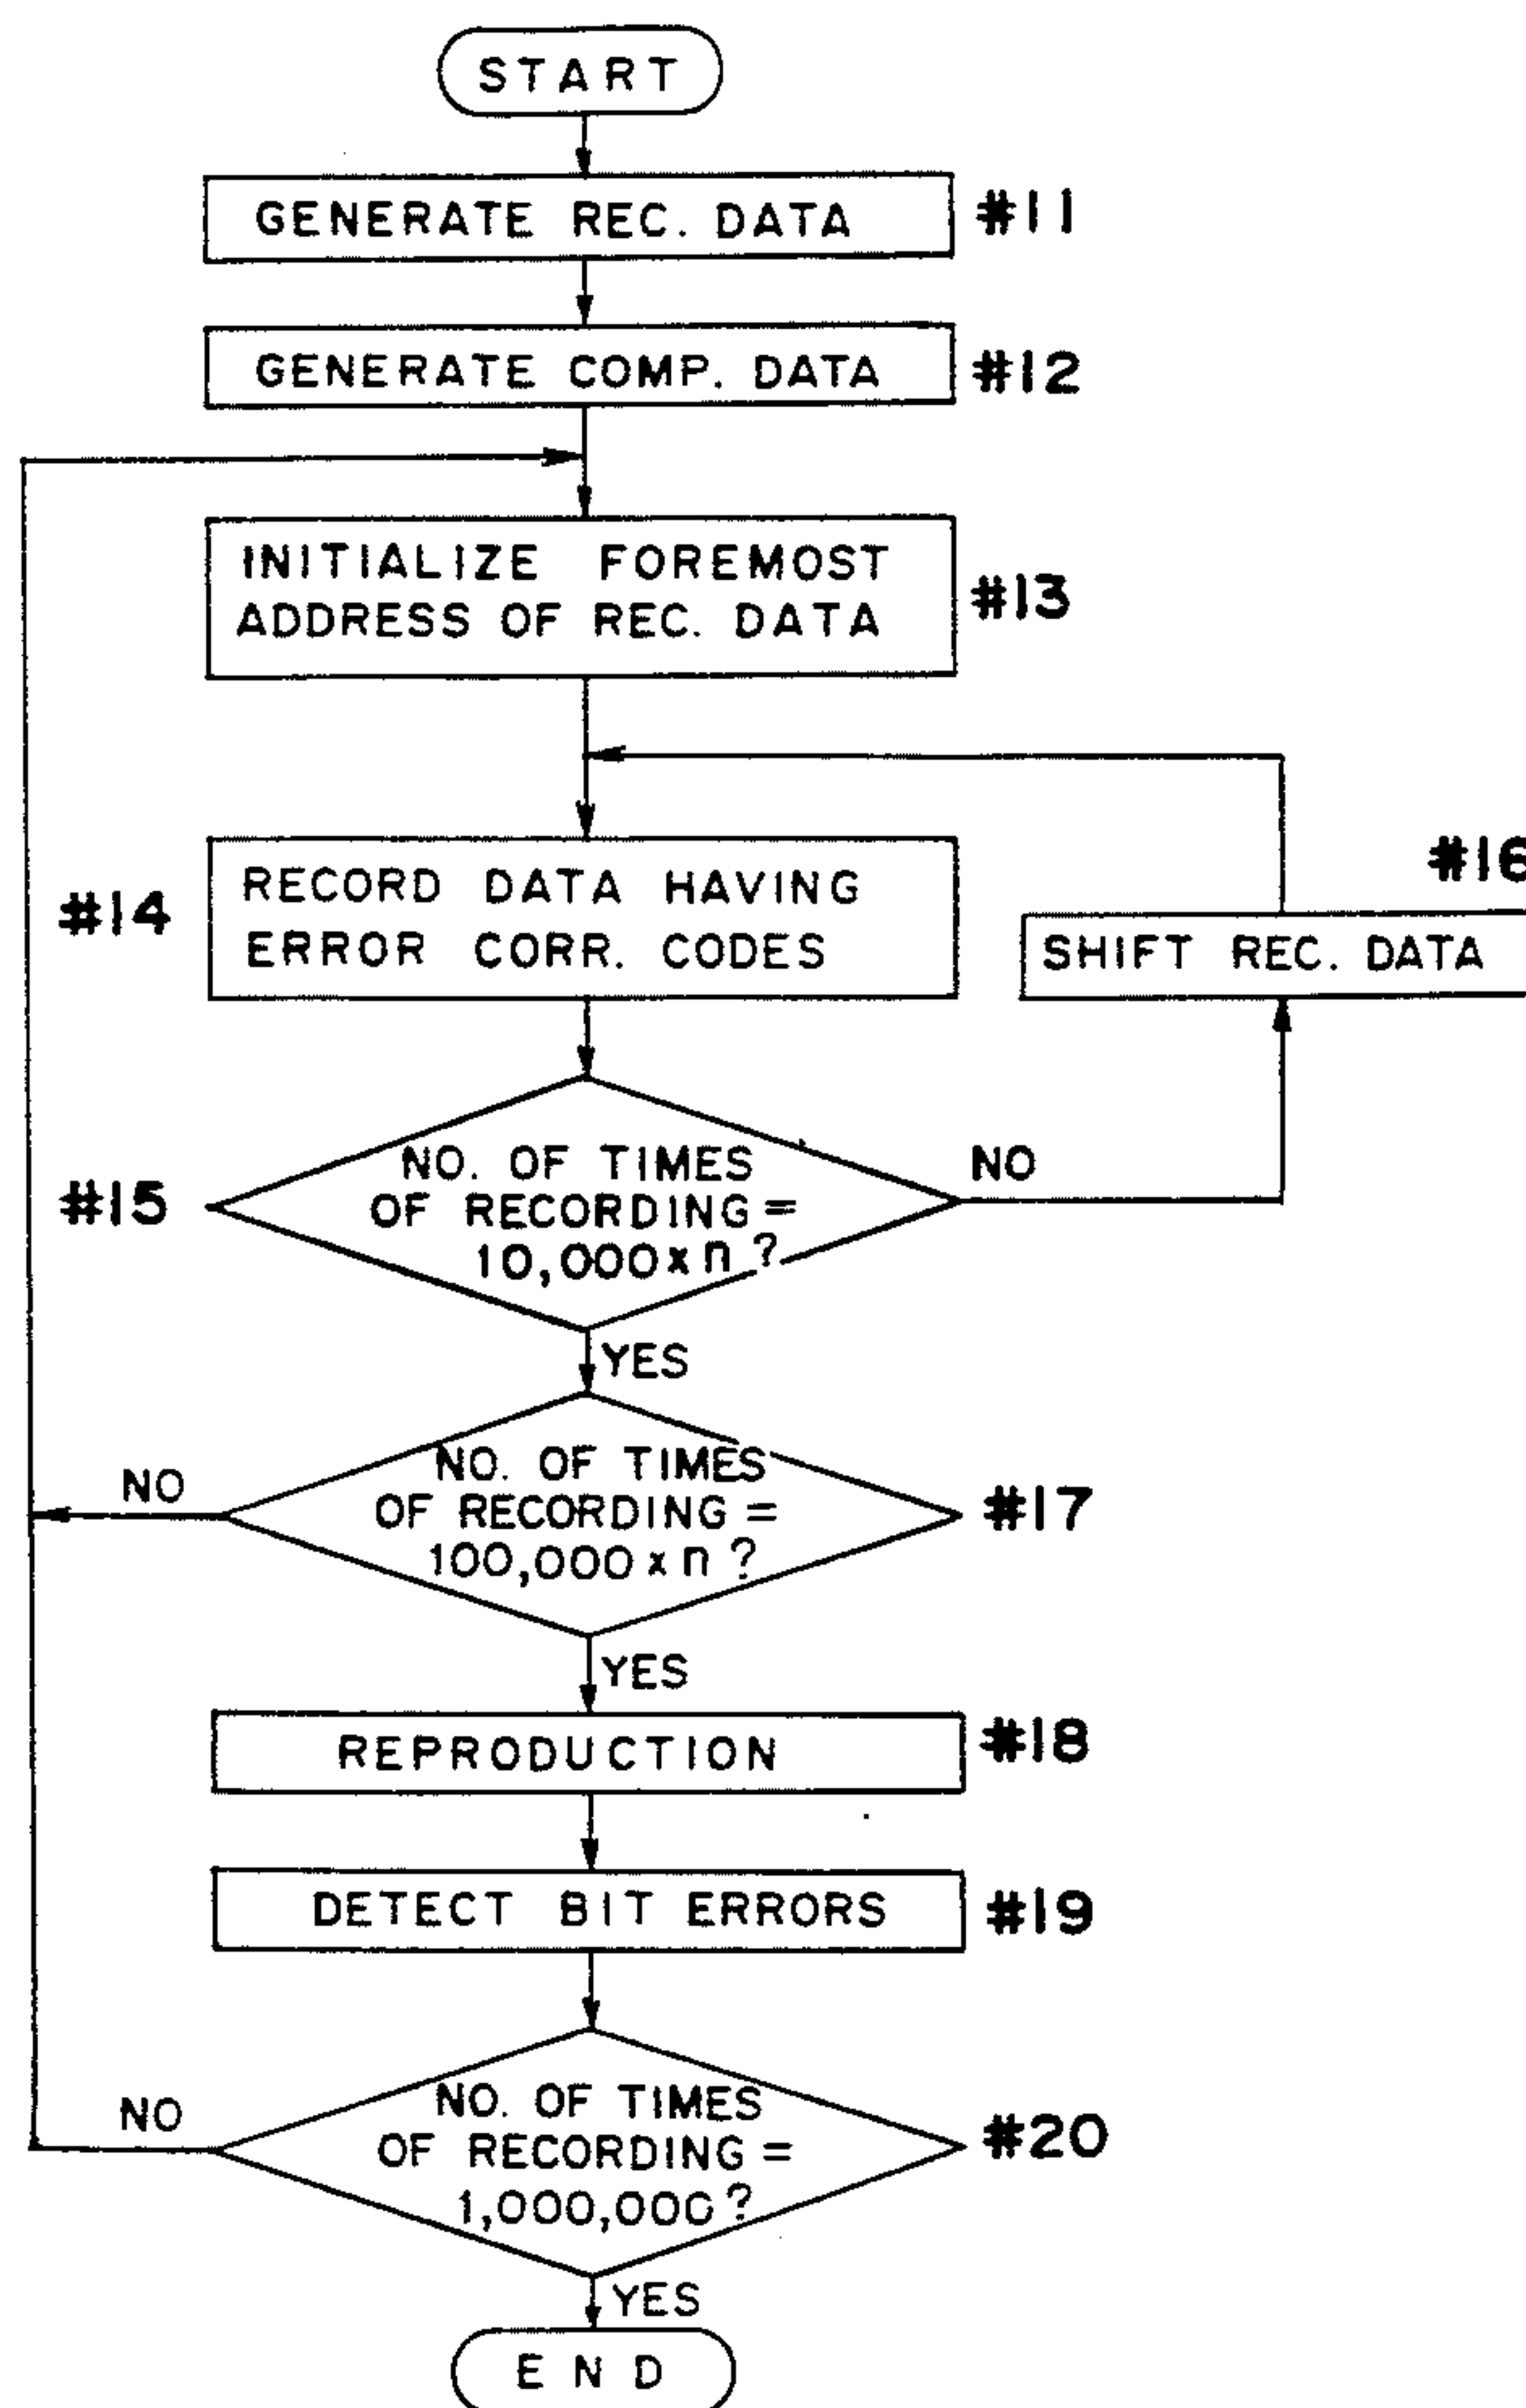 START
GENERATE REC. DATA
#11
GENERATE COMP. DATA
#12
INITIALIZE FOREMOST
ADDRESS OF REC. DATA
#13
#14
RECORD DATA HAVING
ERROR CORR. CODES
#16
SHIFT REC. DATA
#15
NO. OF TIMES
OF RECORDING =
10,000 x n ?
NO
YES
NO
NO. OF TIMES
OF RECORDING =
100,000 x n ?
#17
YES
REPRODUCTION
#18
DETECT BIT ERRORS
#19
NO
NO. OF TIMES
OF RECORDING =
1,000,000 ?
#20
YES
END